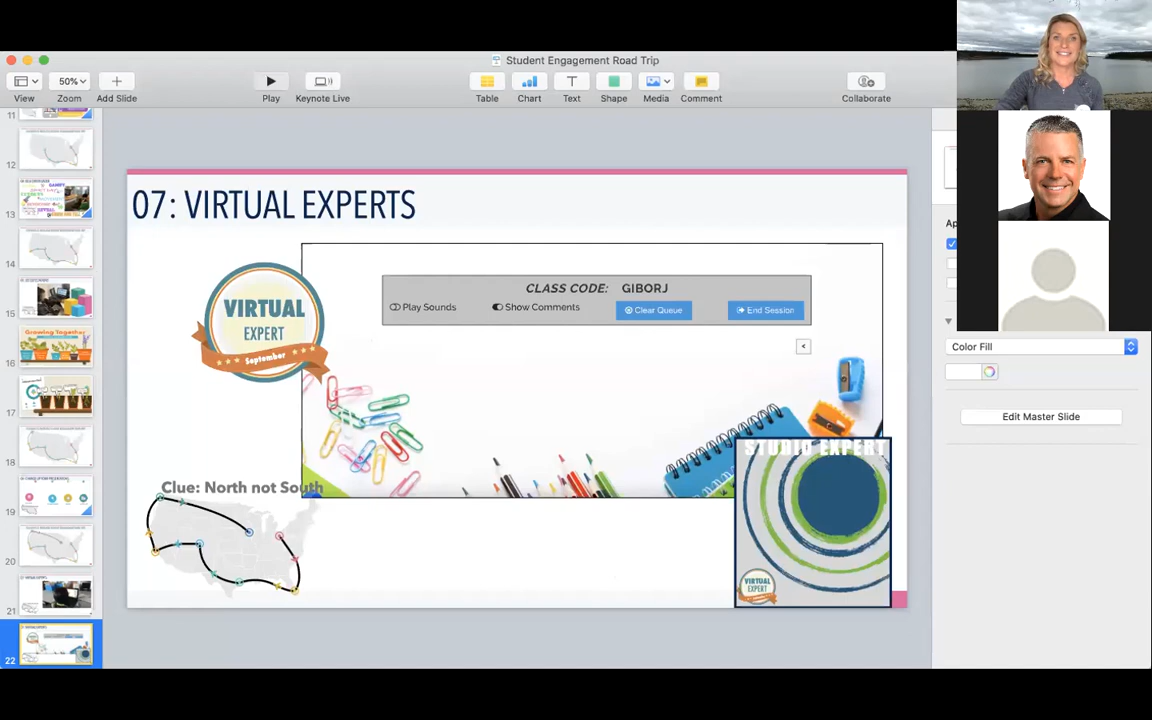 Student Engagement Road Trip
50%
View Zoom Add Slide Play Keynote Live Table Chart Text Shape Media Comment Collaborate
11
12
13
14
15
Growing Together
16
17
18
19
20
21
22
07: VIRTUAL EXPERTS
VIRTUAL
EXPERT
September
CLASS CODE: GIBORJ
Play Sounds Show Comments Clear Queue End Session
<
Clue: North not South
STUDIO EXPERT
VIRTUAL
EXPERT
Ap
Color Fill
Edit Master Slide